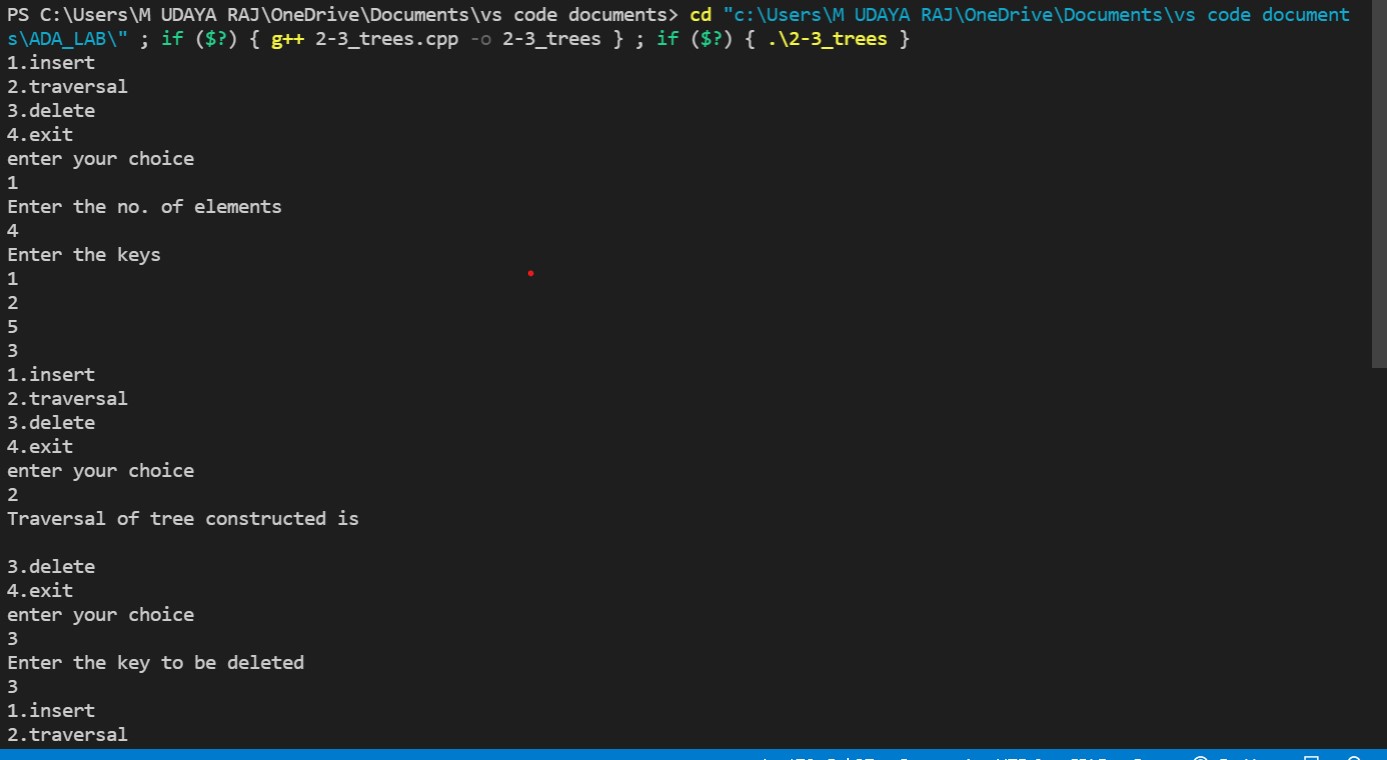 PS C:\Users\M UDAYA RAJ\OneDrive\Documents\vs code documents> cd "c:\Users\M UDAYA RAJ\OneDrive\Documents\vs code document
s\ADA_LAB\" ; if ($?) { g++ 2-3_trees.cpp -o 2-3_trees } ; if ($?) { .\2-3_trees }
1.insert
2.traversal
3.delete
4.exit
enter your choice
1
Enter the no. of elements
4
Enter the keys
1
2
5
3
1.insert
2.traversal
3.delete
4.exit
enter your choice
2
Traversal of tree constructed is
3.delete
4.exit
enter your choice
3
Enter the key to be deleted
3
1.insert
2.traversal